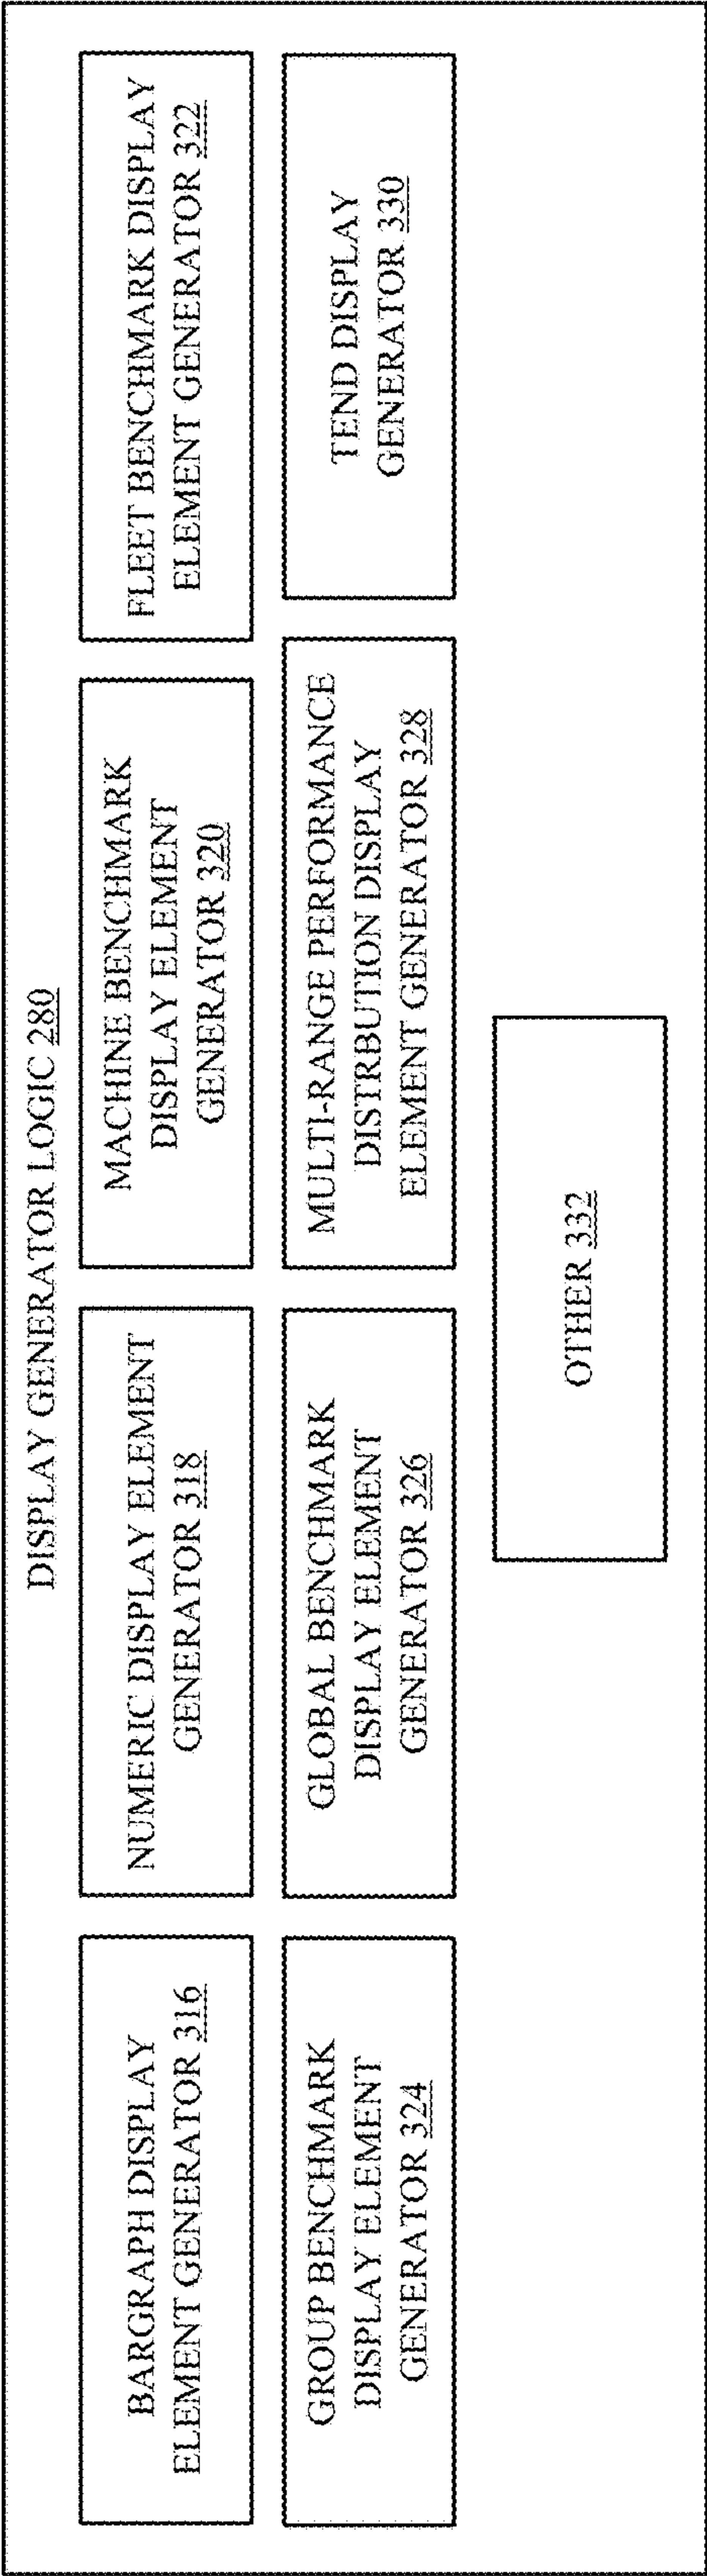 DISPLAY GENERATOR LOGIC 280
BARGRAPH DISPLAY
ELEMENT GENERATOR 316
NUMERIC DISPLAY ELEMENT
GENERATOR 318
MACHINE BENCHMARK
DISPLAY ELEMENT
GENERATOR 320
FLEET BENCHMARK DISPLAY
ELEMENT GENERATOR 322
GROUP BENCHMARK
DISPLAY ELEMENT
GENERATOR 324
GLOBAL BENCHMARK
DISPLAY ELEMENT
GENERATOR 326
MULTI-RANGE PERFORMANCE
DISTRBUTION DISPLAY
ELEMENT GENERATOR 328
TEND DISPLAY
GENERATOR 330
OTHER 332